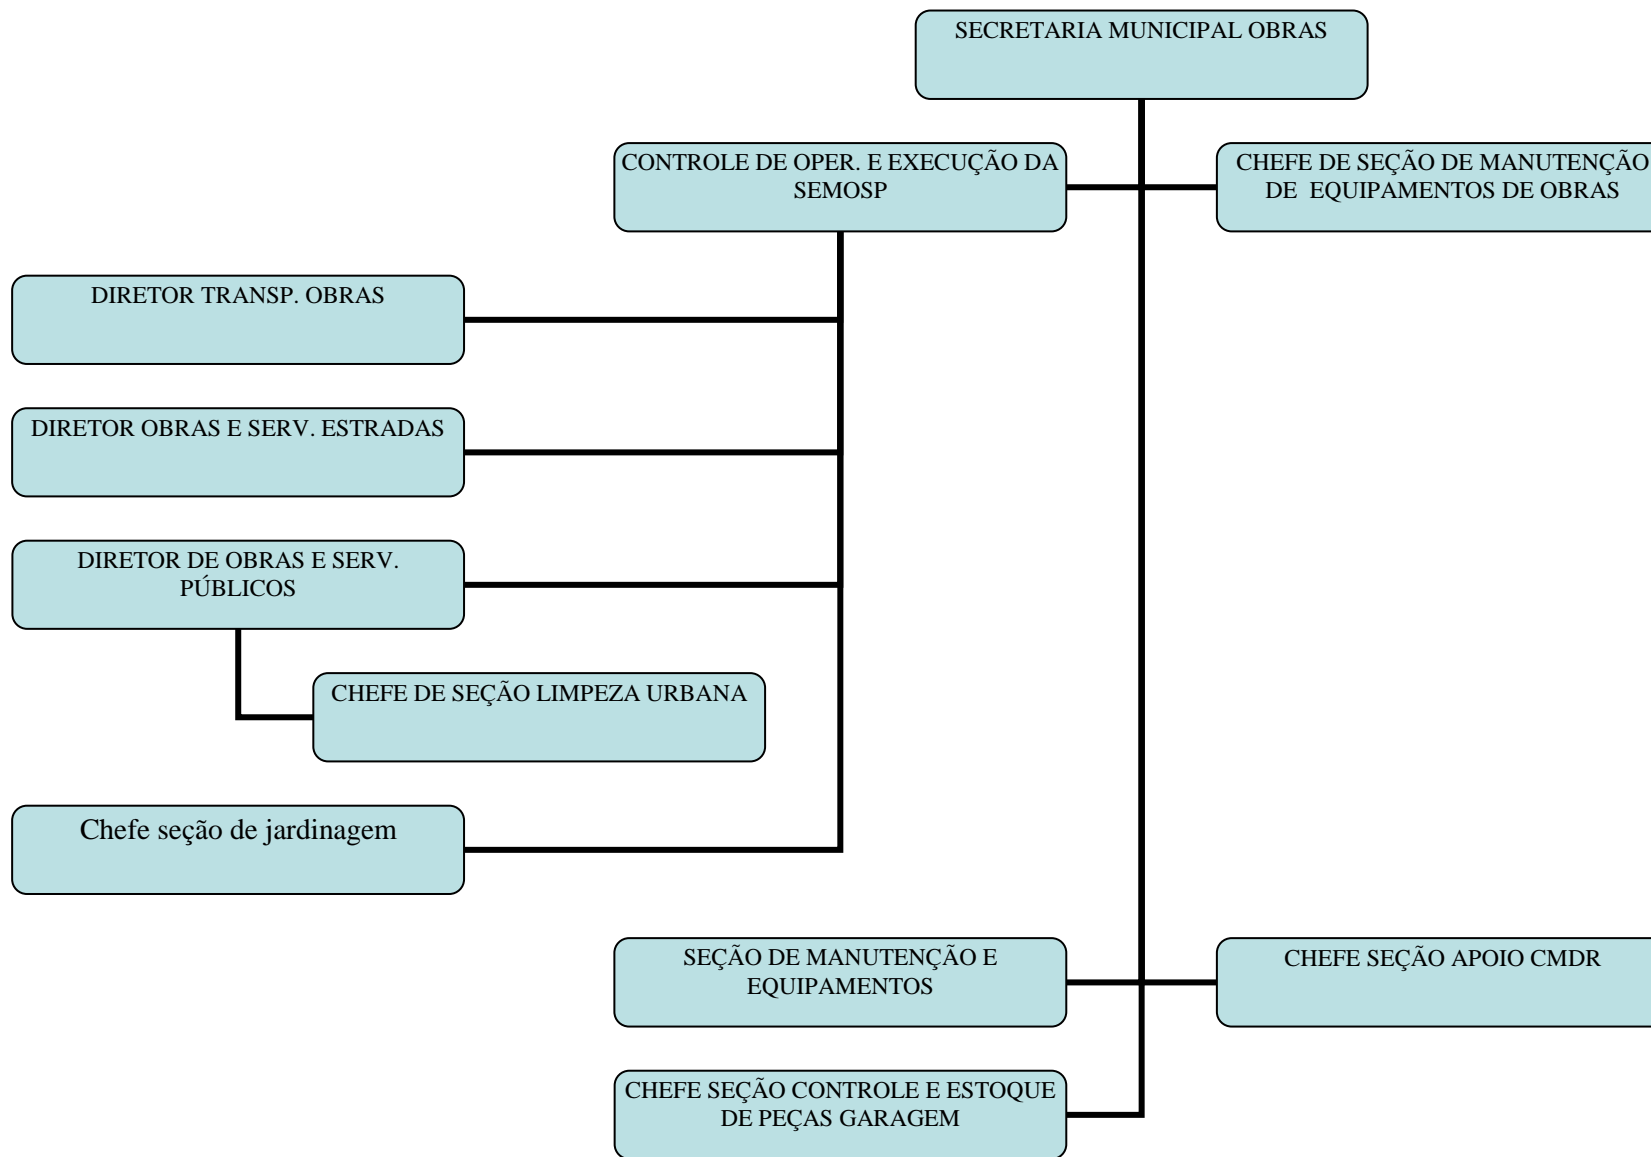 SECRETARIA MUNICIPAL OBRAS
CONTROLE DE OPER. E EXECUÇÃO DA
SEMOSP
CHEFE DE SEÇÃO DE MANUTENÇÃO
DE EQUIPAMENTOS DE OBRAS
DIRETOR TRANSP. OBRAS
DIRETOR OBRAS E SERV. ESTRADAS
DIRETOR DE OBRAS E SERV.
PÚBLICOS
CHEFE DE SEÇÃO LIMPEZA URBANA
Chefe seção de jardinagem
SEÇÃO DE MANUTENÇÃO E
EQUIPAMENTOS
CHEFE SEÇÃO APOIO CMDR
CHEFE SEÇÃO CONTROLE E ESTOQUE
DE PEÇAS GARAGEM